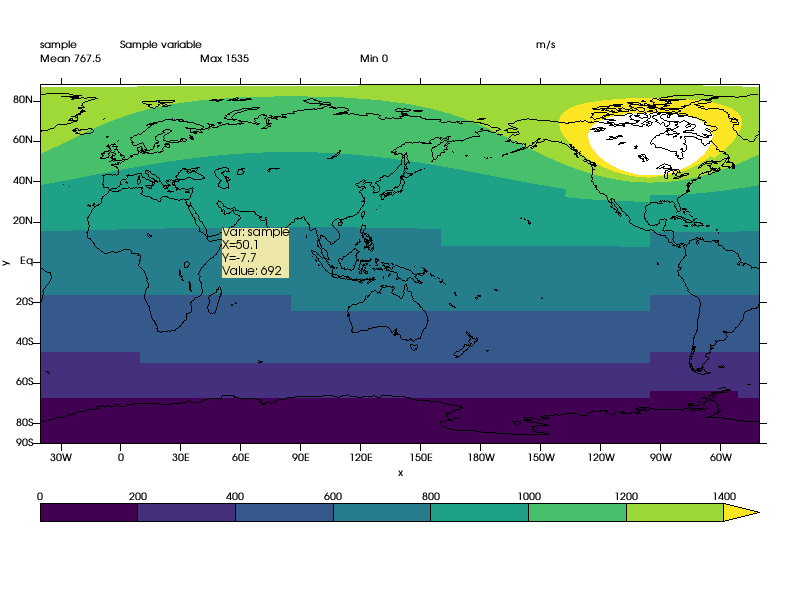 sample Sample variable m/s
Mean 767.5 Max 1535 Min 0
80N
60N
40N
20N
Eq
20S
40S
60S
80S
90S
y
Var: sample
X=50.1
Y=-7.7
Value: 692
30W 0 30E 60E 90E 120E 150E 180W 150W 120W 90W 60W
x
0 200 400 600 800 1000 1200 1400